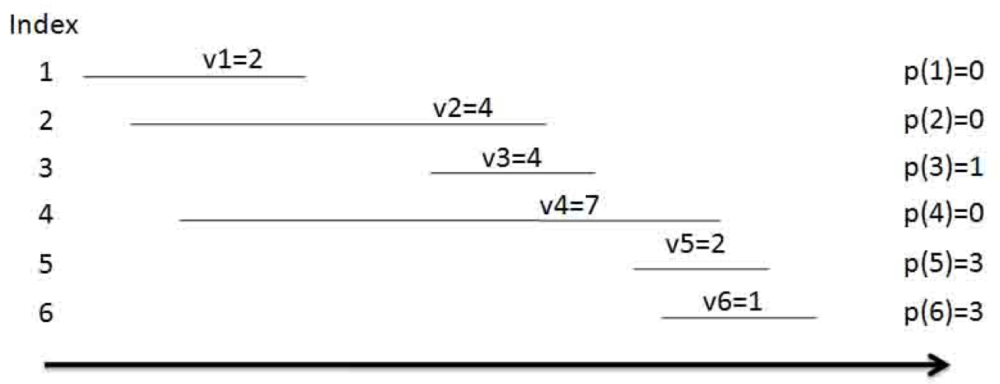 Index
1 v1=2 p(1)=0
2 v2=4 p(2)=0
3 v3=4 p(3)=1
4 v4=7 p(4)=0
5 v5=2 p(5)=3
6 v6=1 p(6)=3